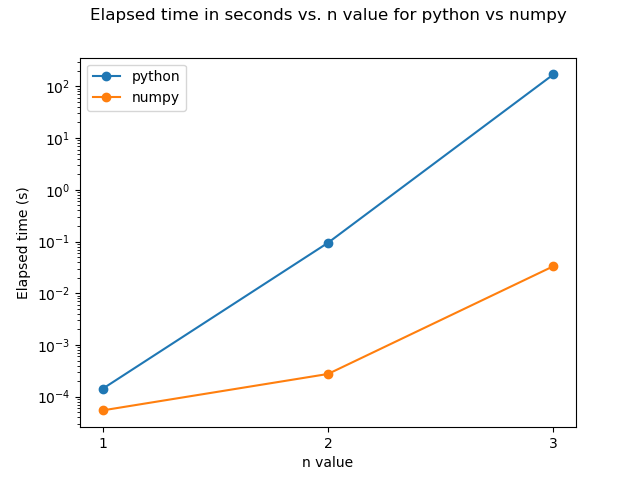 Elapsed time in seconds vs. n value for python vs numpy
python
numpy
10²
10¹
10⁰
10⁻¹
10⁻²
10⁻³
10⁻⁴
Elapsed time (s)
1 2 3
n value